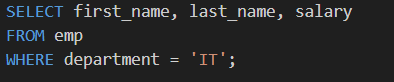 SELECT first_name, last_name, salary
FROM emp
WHERE department = 'IT';